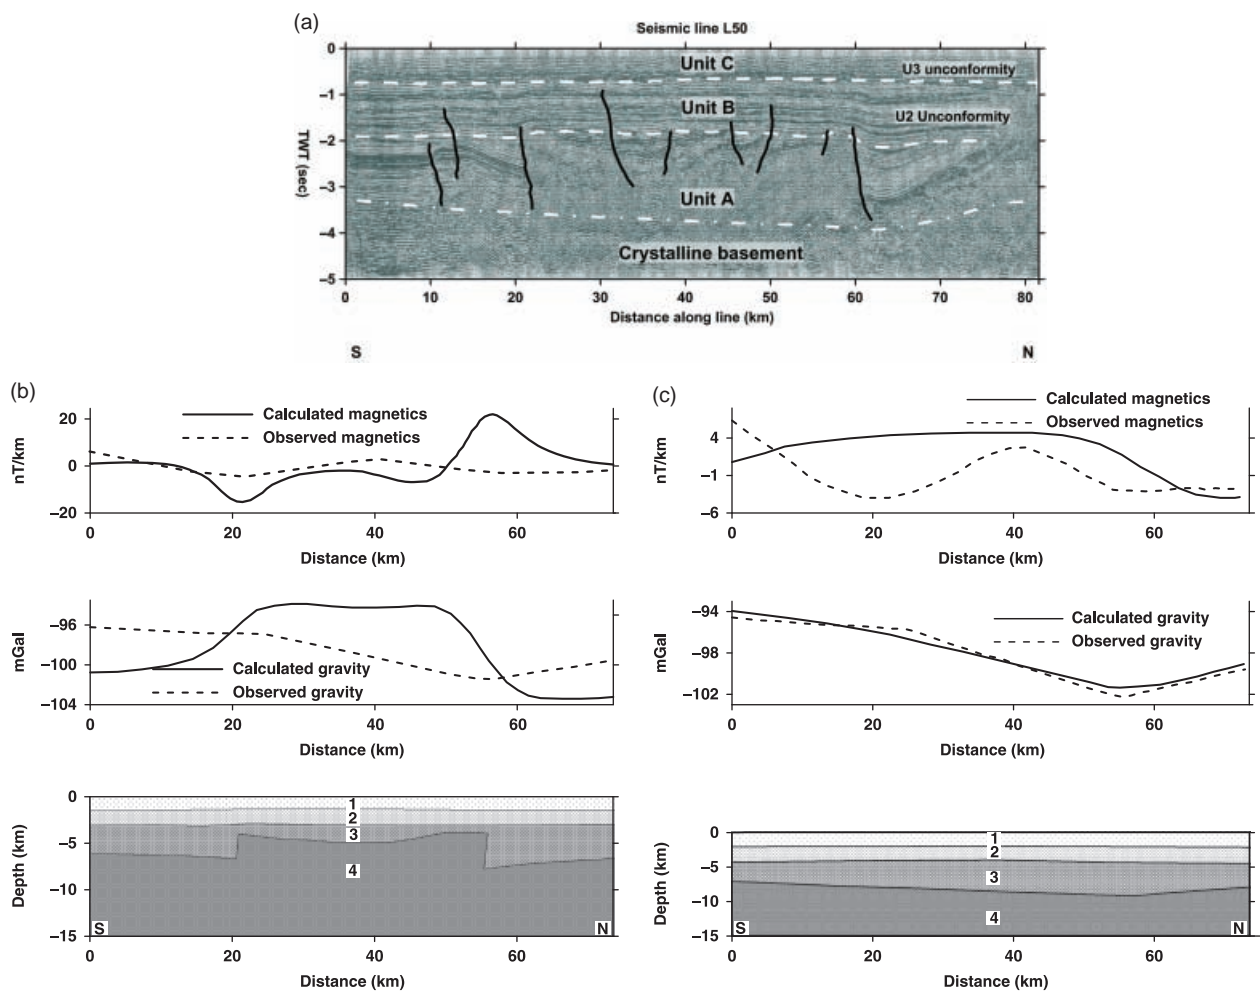 (a)
Seismic line L50
0
–1
–2
–3
–4
–5
TWT (sec)
Unit C
U3 unconformity
Unit B
U2 Unconformity
Unit A
Crystalline basement
0 10 20 30 40 50 60 70 80
Distance along line (km)
S N
(b)
Calculated magnetics
Observed magnetics
20
0
–20
nT/km
0 20 40 60
Distance (km)
–96
–100
–104
mGal
Calculated gravity
Observed gravity
0 20 40 60
Distance (km)
0
–5
–10
–15
Depth (km)
1
2
3
4
S N
0 20 40 60
Distance (km)
(c)
Calculated magnetics
Observed magnetics
4
–1
–6
nT/km
0 20 40 60
Distance (km)
–94
–98
–102
mGal
Calculated gravity
Observed gravity
0 20 40 60
Distance (km)
0
–5
–10
–15
Depth (km)
1
2
3
4
S N
0 20 40 60
Distance (km)